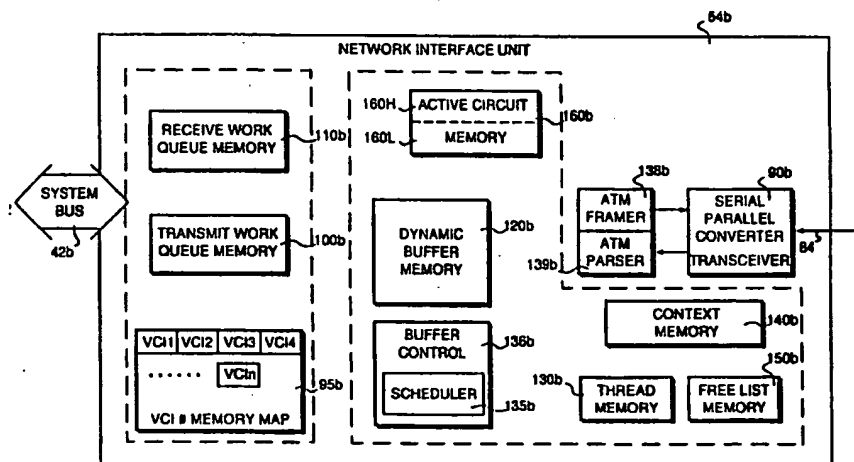 54b
NETWORK INTERFACE UNIT
RECEIVE WORK
QUEUE MEMORY
110b
160H
ACTIVE CIRCUIT
160b
160L
MEMORY
SYSTEM
BUS
42b
TRANSMIT WORK
QUEUE MEMORY
100b
DYNAMIC
BUFFER
MEMORY
120b
138b
ATM
FRAMER
ATM
PARSER
139b
90b
SERIAL
PARALLEL
CONVERTER
TRANSCEIVER
64
CONTEXT
MEMORY
140b
VCI1 VCI2 VCI3 VCI4
......
VCIn
95b
VCI # MEMORY MAP
BUFFER
CONTROL
136b
SCHEDULER
135b
130b
THREAD
MEMORY
150b
FREE LIST
MEMORY